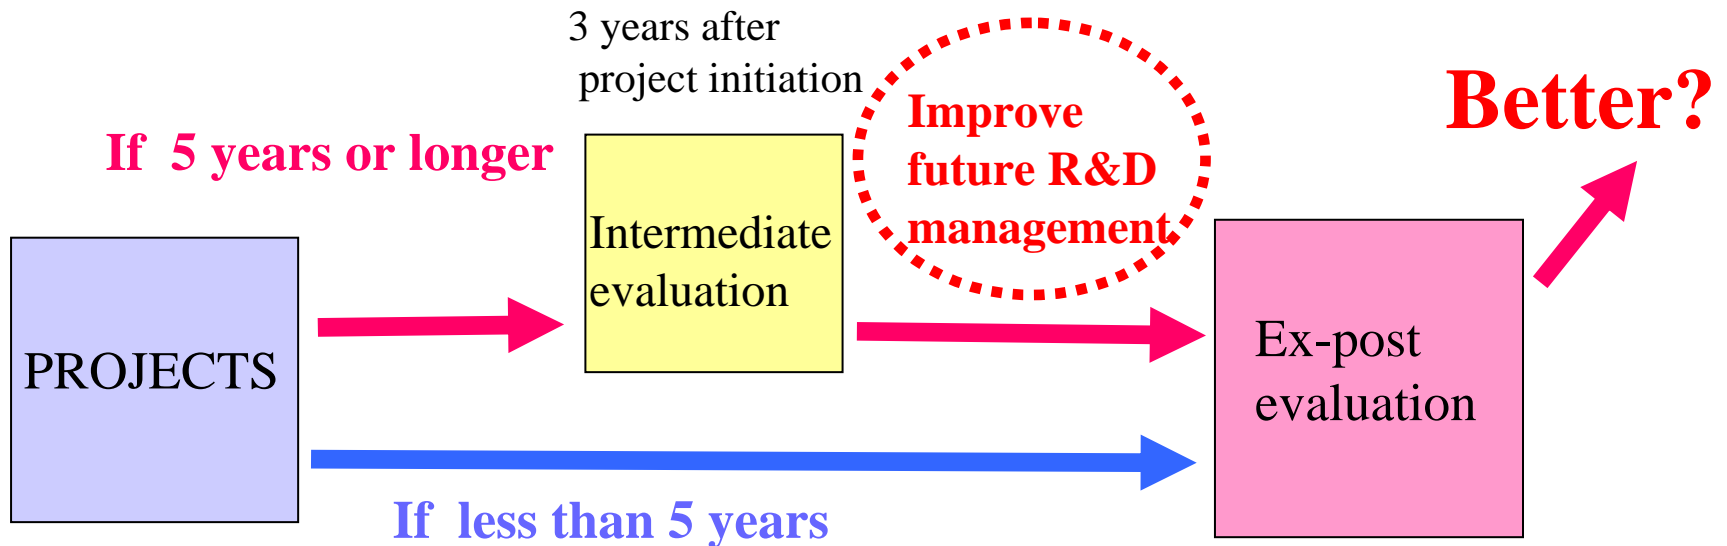 3 years after
project initiation
Improve
future R&D
management
Better?
If 5 years or longer
Intermediate
evaluation
PROJECTS
Ex-post
evaluation
If less than 5 years